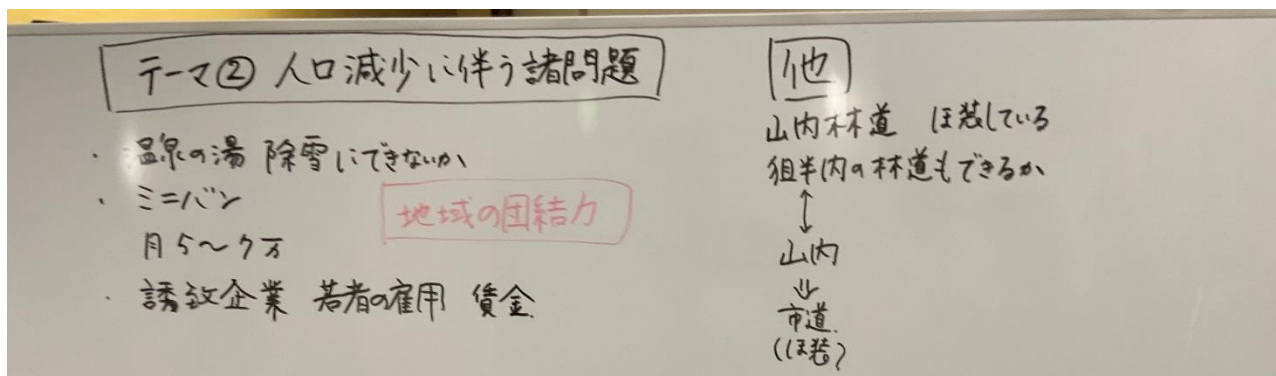 テーマ② 人口減少に伴う諸問題
・温泉の湯 除雪にできないか
・ミニバン
月5〜7万
地域の団結力
・誘致企業 若者の雇用 賃金
他
山内林道 ほ装している
狙半内の林道もできるか
↕
山内
⇓
市道
(ほ装)